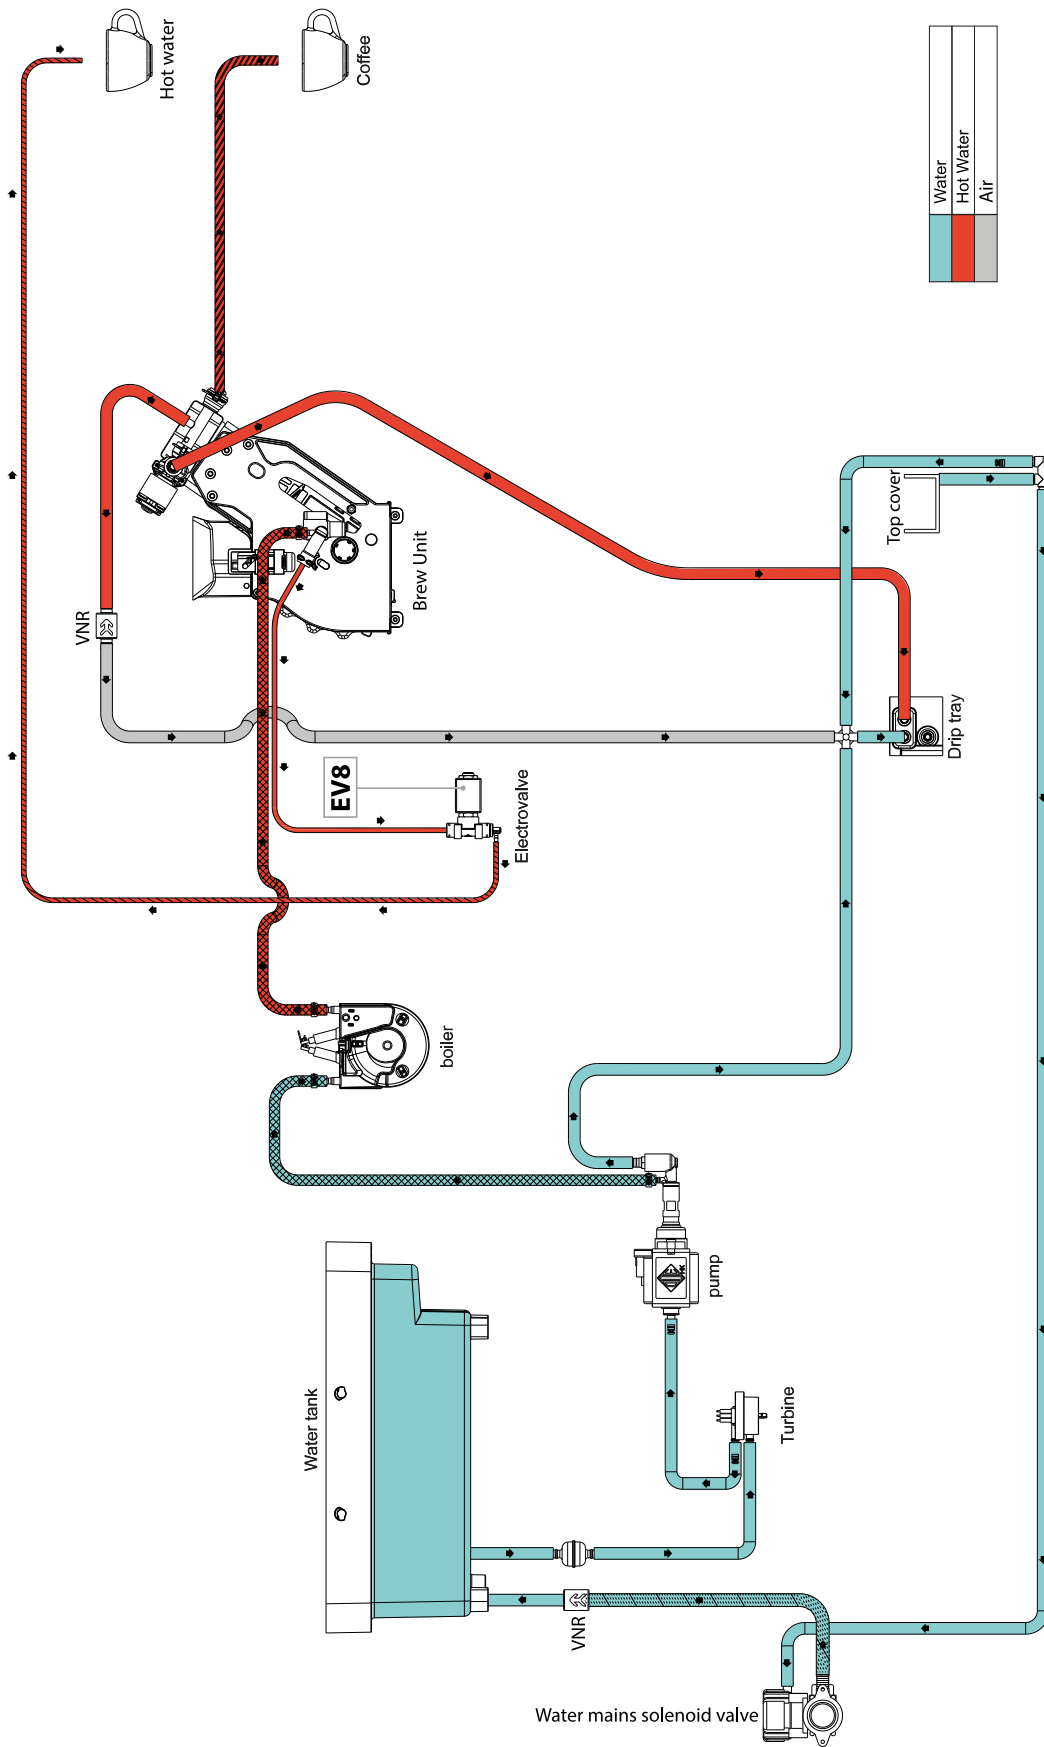 Hot water
Coffee
Water
Hot Water
Air
VNR
Brew Unit
Top cover
Drip tray
EV8
Electrovalve
boiler
pump
Water tank
Turbine
VNR
Water mains solenoid valve